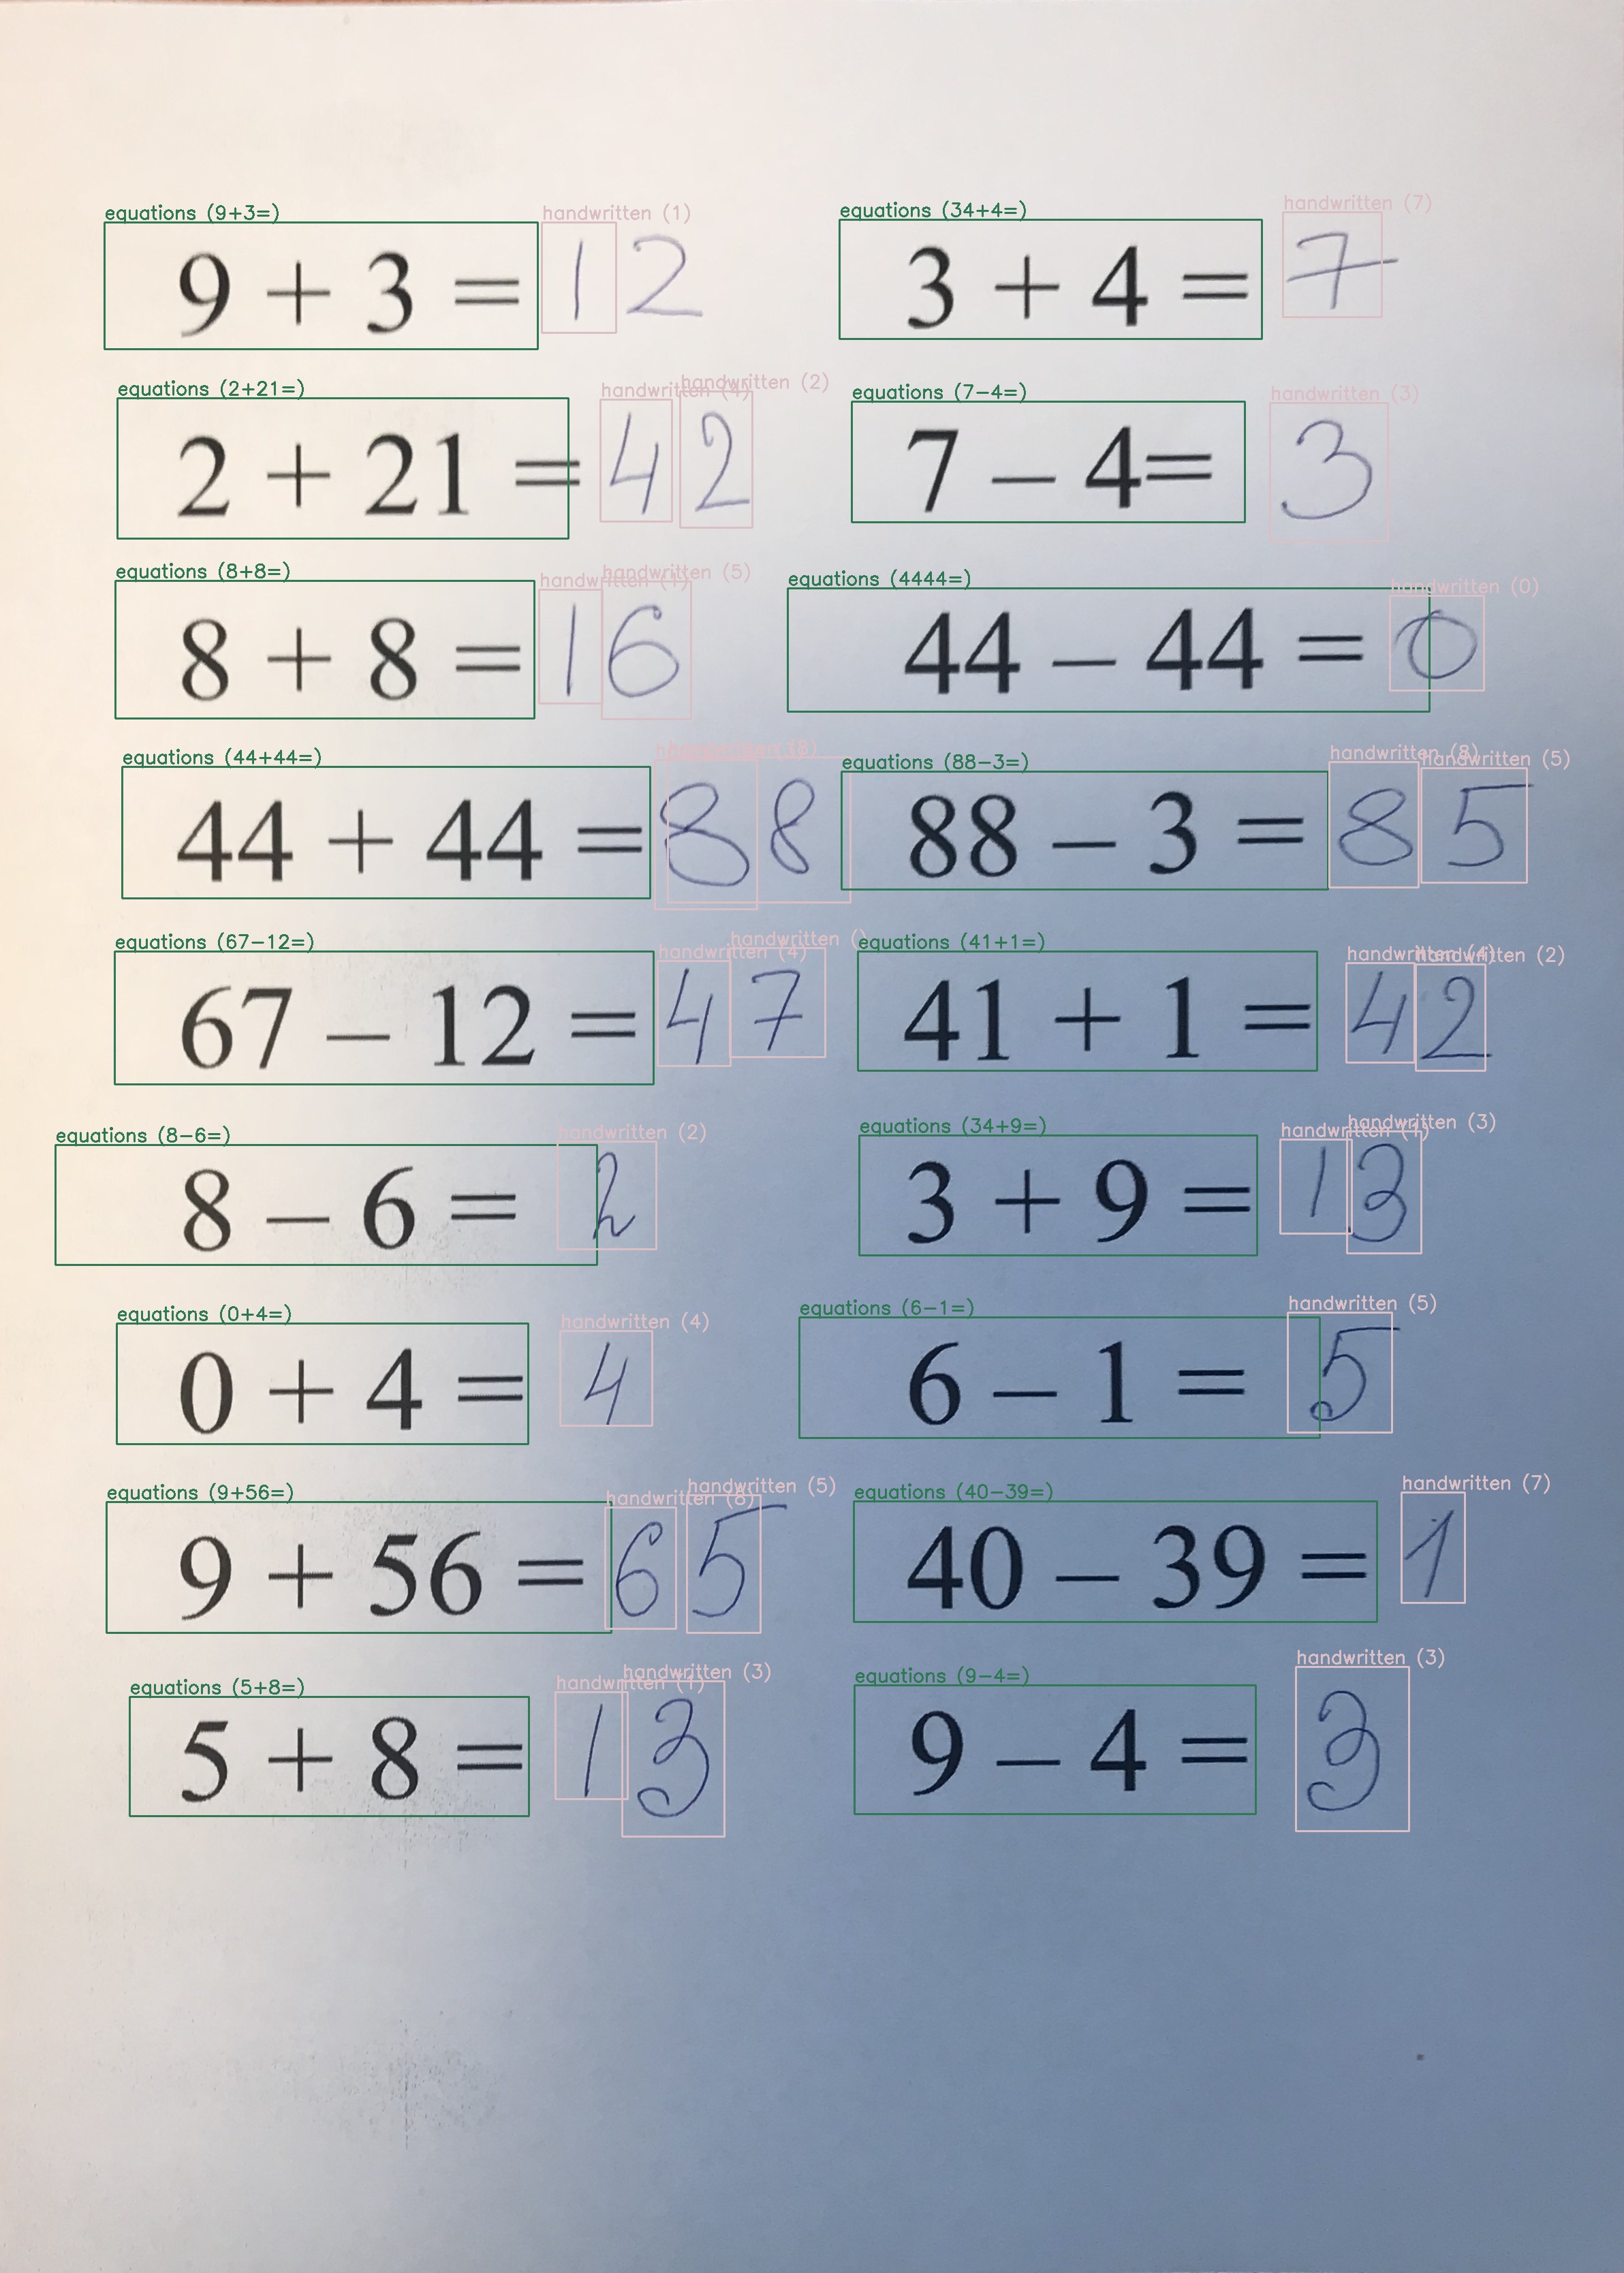 equations (9+3=) handwritten (1) equations (34+4=) handwritten (7)
9 + 3 = 12 3 + 4 = 7
equations (2+21=) handwritten (4) handwritten (2) equations (7-4=) handwritten (3)
2 + 21 = 42 7 - 4= 3
equations (8+8=) handwritten (1) handwritten (5) equations (4444=) handwritten (0)
8 + 8 = 16 44 - 44 = 0
equations (44+44=) handwritten (8) equations (88-3=) handwritten (8) handwritten (5)
44 + 44 = 88 88 - 3 = 85
equations (67-12=) handwritten (4) handwritten () equations (41+1=) handwritten (4) handwritten (2)
67 - 12 = 47 41 + 1 = 42
equations (8-6=) handwritten (2) equations (34+9=) handwritten (1) handwritten (3)
8 - 6 = 2 3 + 9 = 13
equations (0+4=) handwritten (4) equations (6-1=) handwritten (5)
0 + 4 = 4 6 - 1 = 5
equations (9+56=) handwritten (8) handwritten (5) equations (40-39=) handwritten (7)
9 + 56 = 65 40 - 39 = 1
equations (5+8=) handwritten (1) handwritten (3) equations (9-4=) handwritten (3)
5 + 8 = 13 9 - 4 = 3